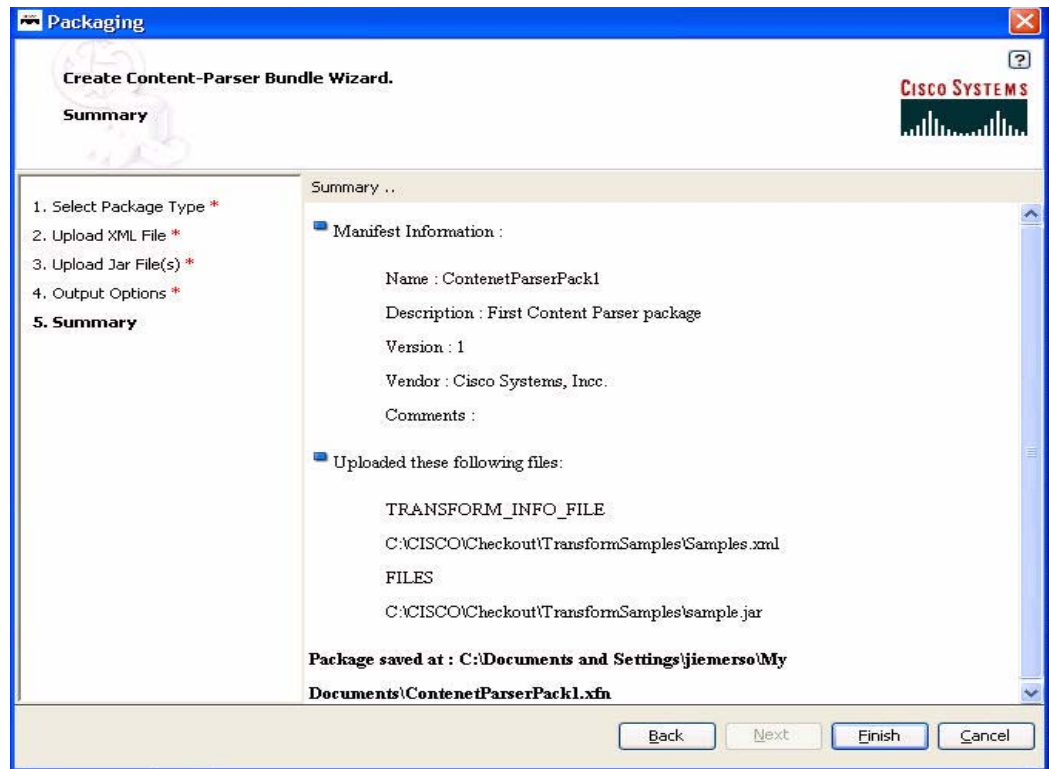 Packaging
?
Create Content-Parser Bundle Wizard.
CISCO SYSTEMS
Summary
1. Select Package Type *
2. Upload XML File *
3. Upload Jar File(s) *
4. Output Options *
5. Summary
Summary ..
Manifest Information :
Name : ContenetParserPack1
Description : First Content Parser package
Version : 1
Vendor : Cisco Systems, Incc.
Comments :
Uploaded these following files:
TRANSFORM_INFO_FILE
C:\CISCO\Checkout\TransformSamples\Samples.xml
FILES
C:\CISCO\Checkout\TransformSamples\sample.jar
Package saved at : C:\Documents and Settings\jiemerso\My
Documents\ContenetParserPack1.xfn
Back
Next
Finish
Cancel